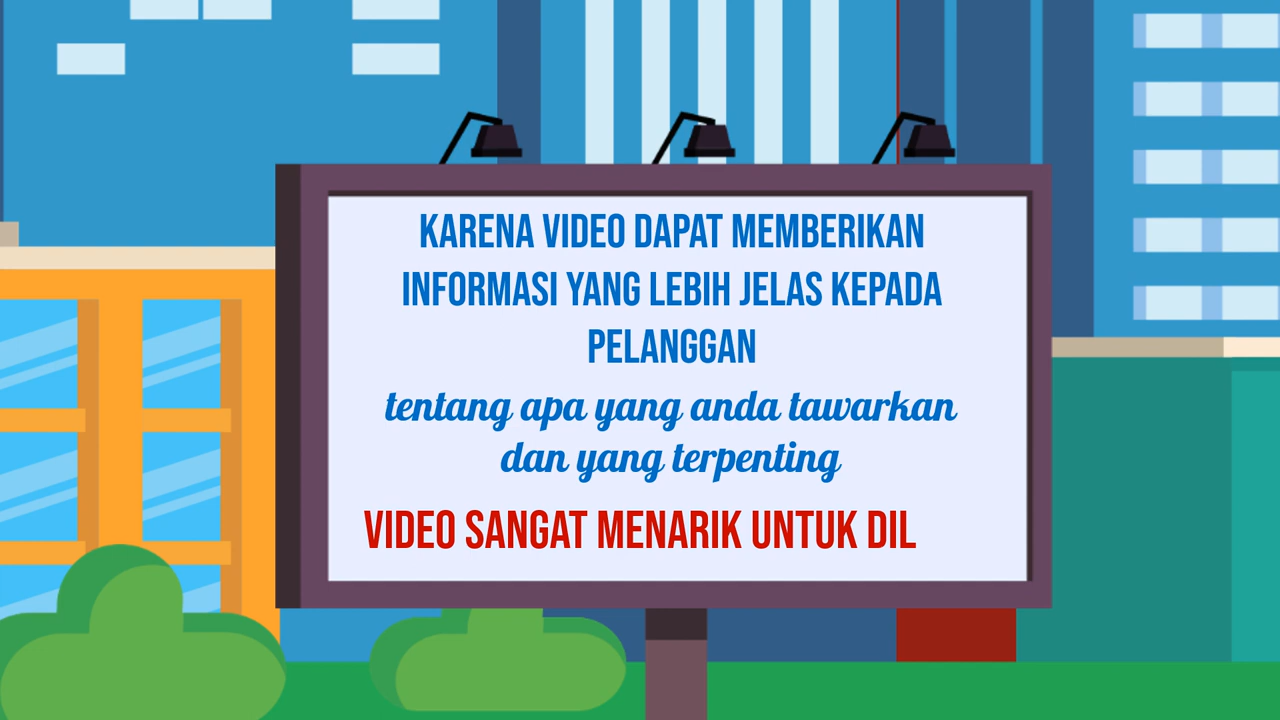 KARENA VIDEO DAPAT MEMBERIKAN
INFORMASI YANG LEBIH JELAS KEPADA
PELANGGAN
tentang apa yang anda tawarkan
dan yang terpenting
VIDEO SANGAT MENARIK UNTUK DIL